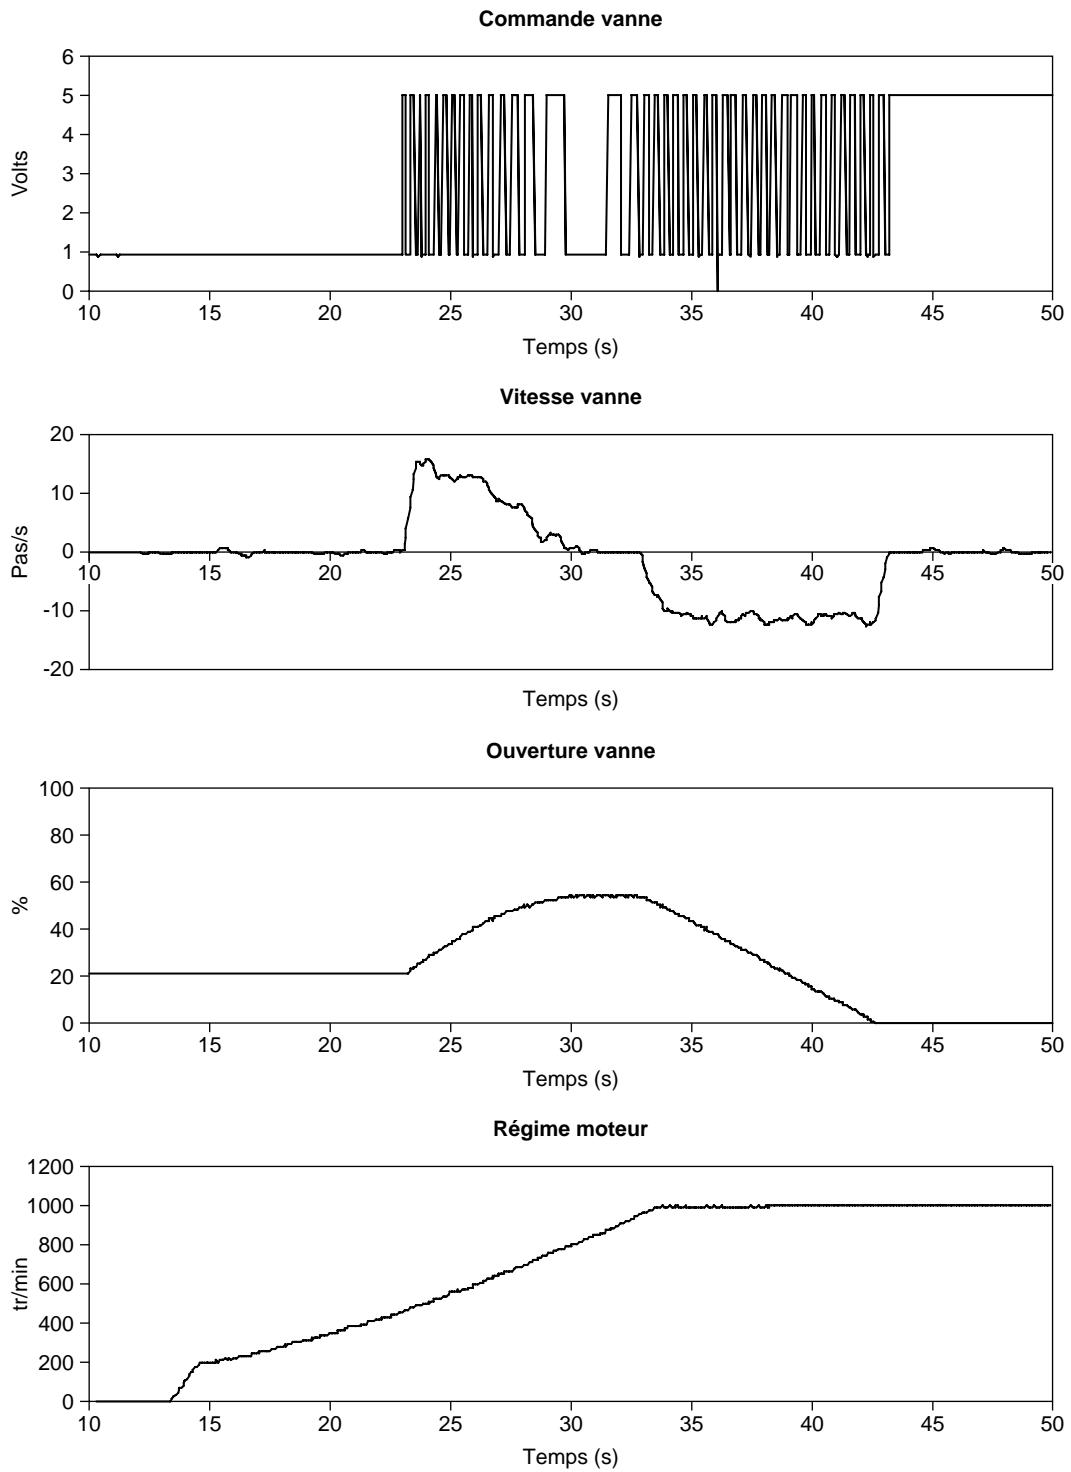 Commande vanne
6
5
4
3
2
1
0
Volts
10 15 20 25 30 35 40 45 50
Temps (s)
Vitesse vanne
20
10
0
-10
-20
Pas/s
10 15 20 25 30 35 40 45 50
Temps (s)
Ouverture vanne
100
80
60
40
20
0
%
10 15 20 25 30 35 40 45 50
Temps (s)
Régime moteur
1200
1000
800
600
400
200
0
tr/min
10 15 20 25 30 35 40 45 50
Temps (s)